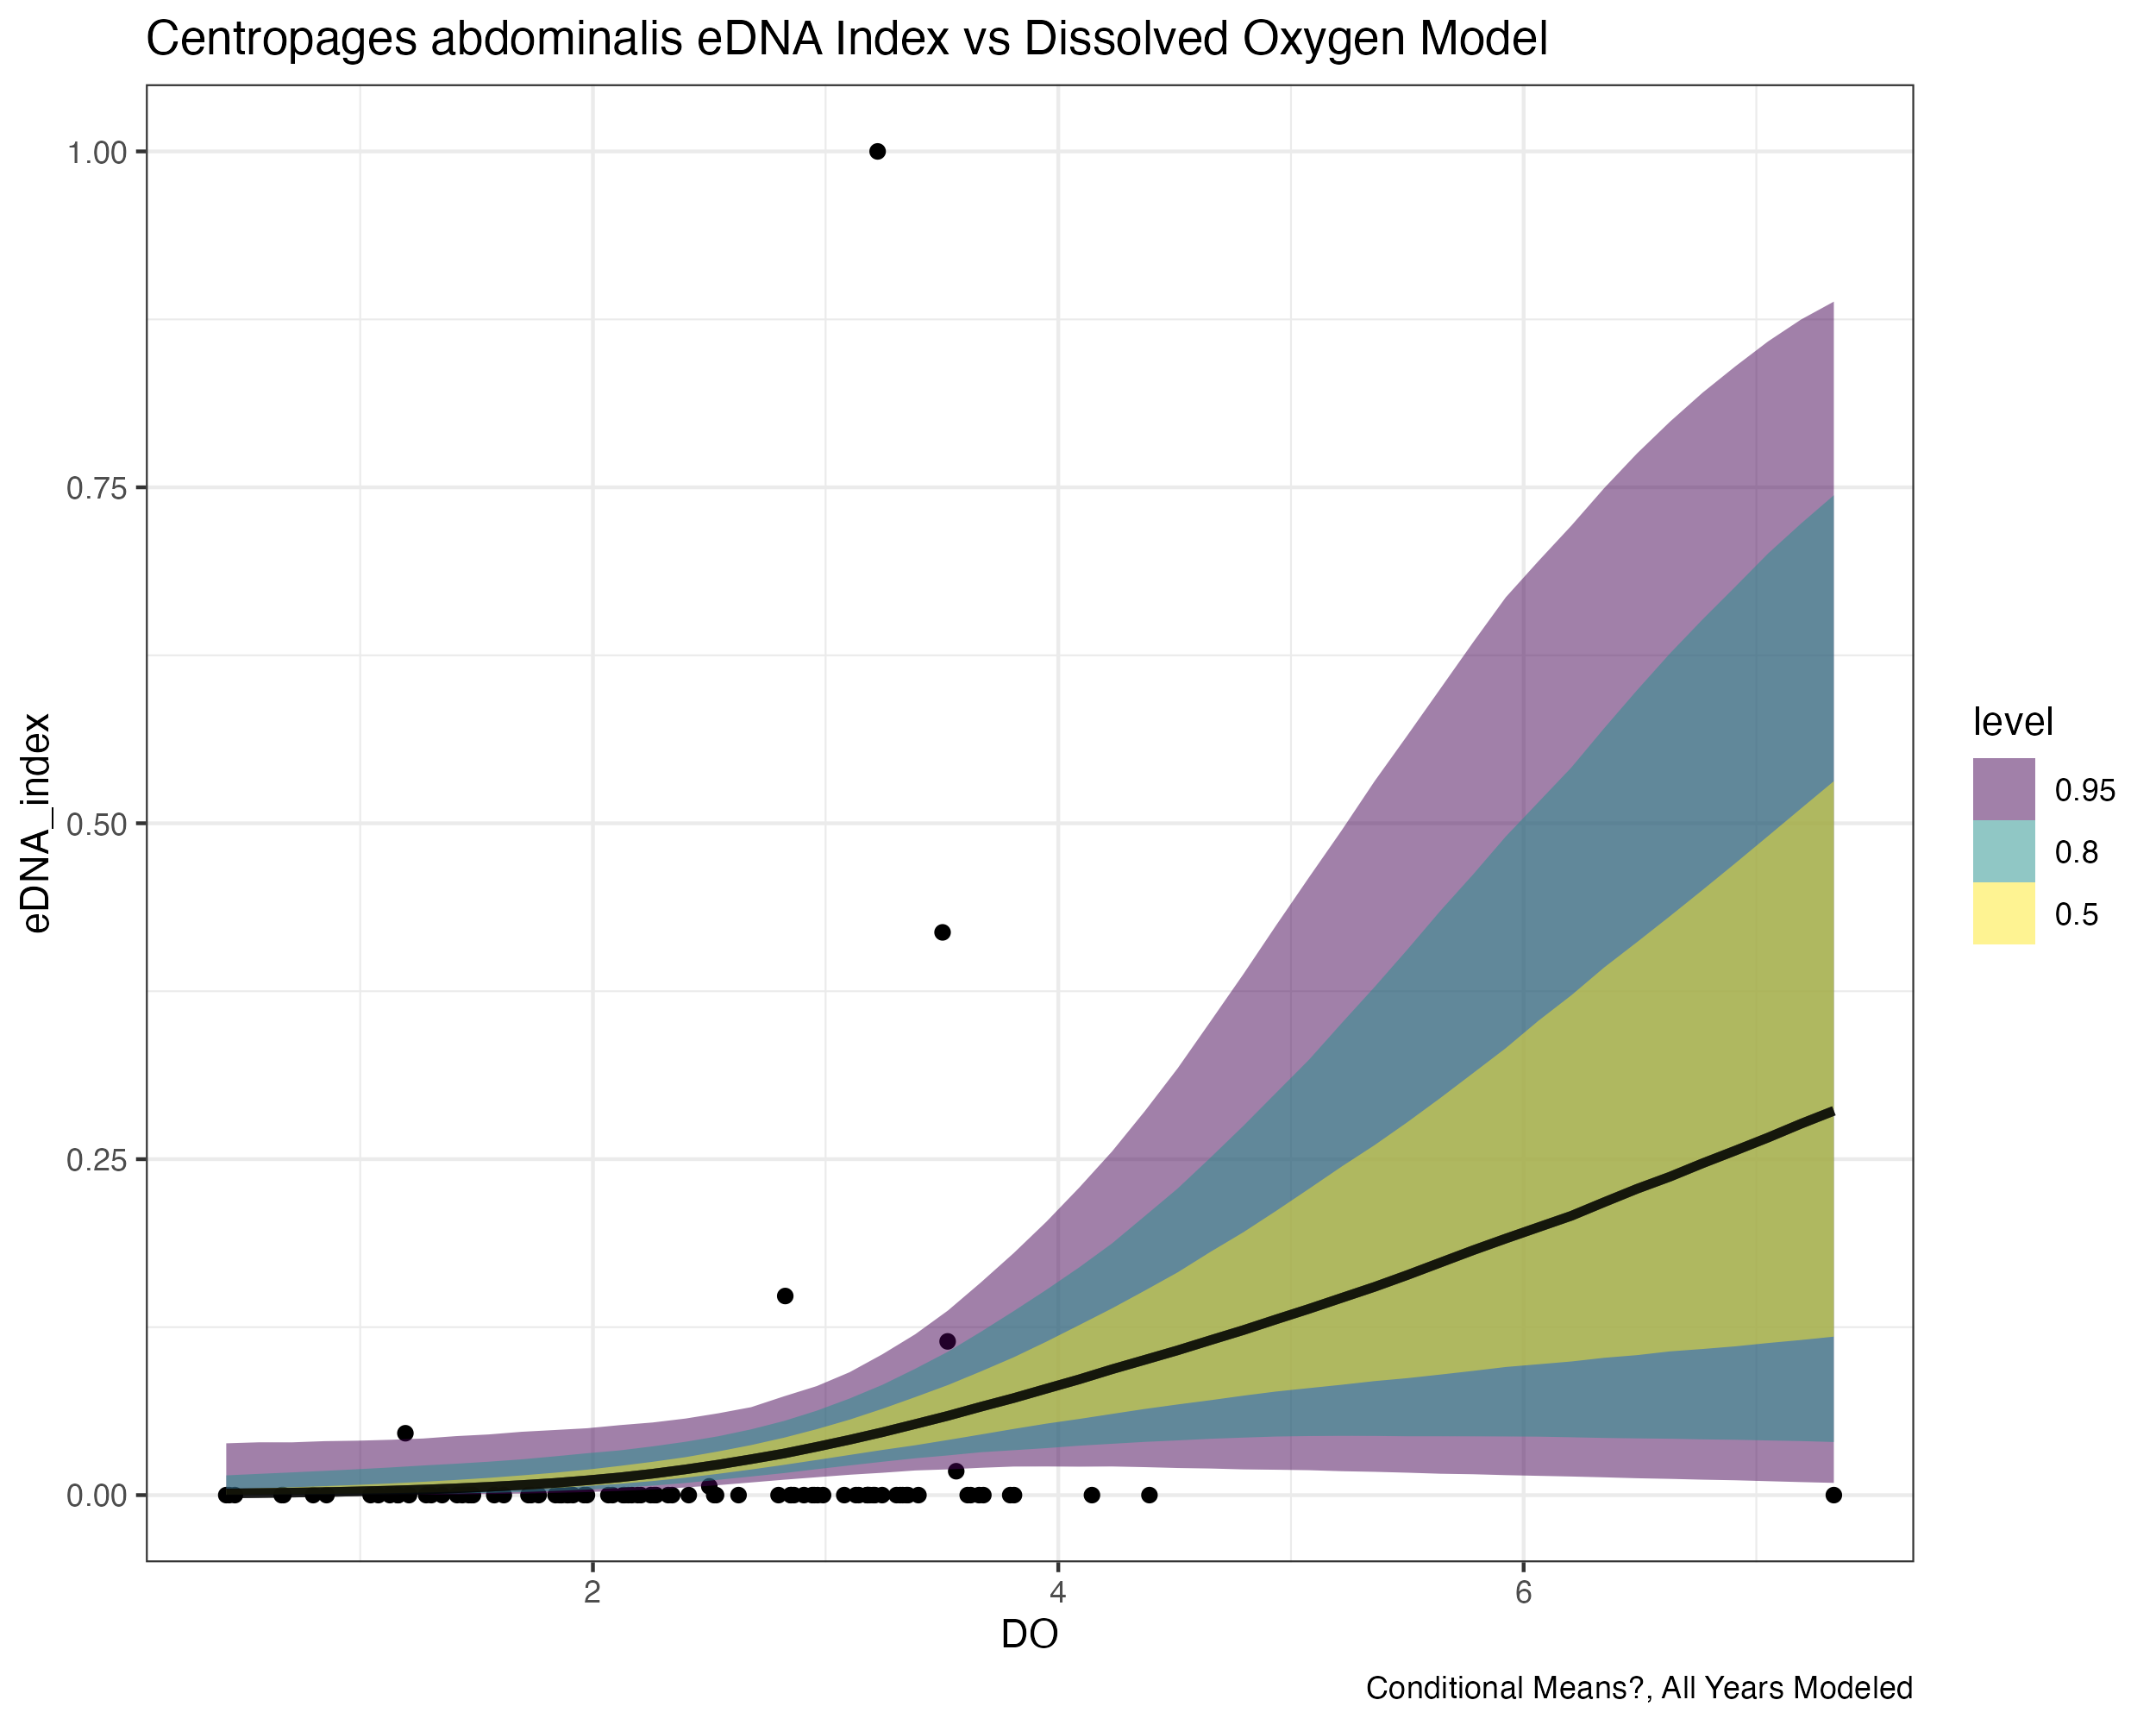 Centropages abdominalis eDNA Index vs Dissolved Oxygen Model
1.00
0.75
0.50
0.25
0.00
eDNA_index
2
4
6
DO
level
0.95
0.8
0.5
Conditional Means?, All Years Modeled